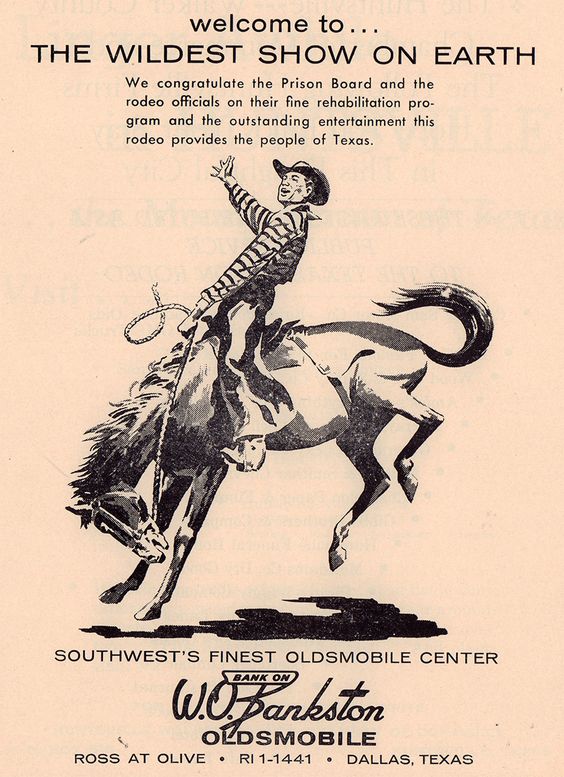 welcome to...
THE WILDEST SHOW ON EARTH
We congratulate the Prison Board and the
rodeo officials on their fine rehabilitation pro-
gram and the outstanding entertainment this
rodeo provides the people of Texas.
SOUTHWEST'S FINEST OLDSMOBILE CENTER
BANK ON
W.O. Bankston
OLDSMOBILE
ROSS AT OLIVE • RI 1-1441 • DALLAS, TEXAS